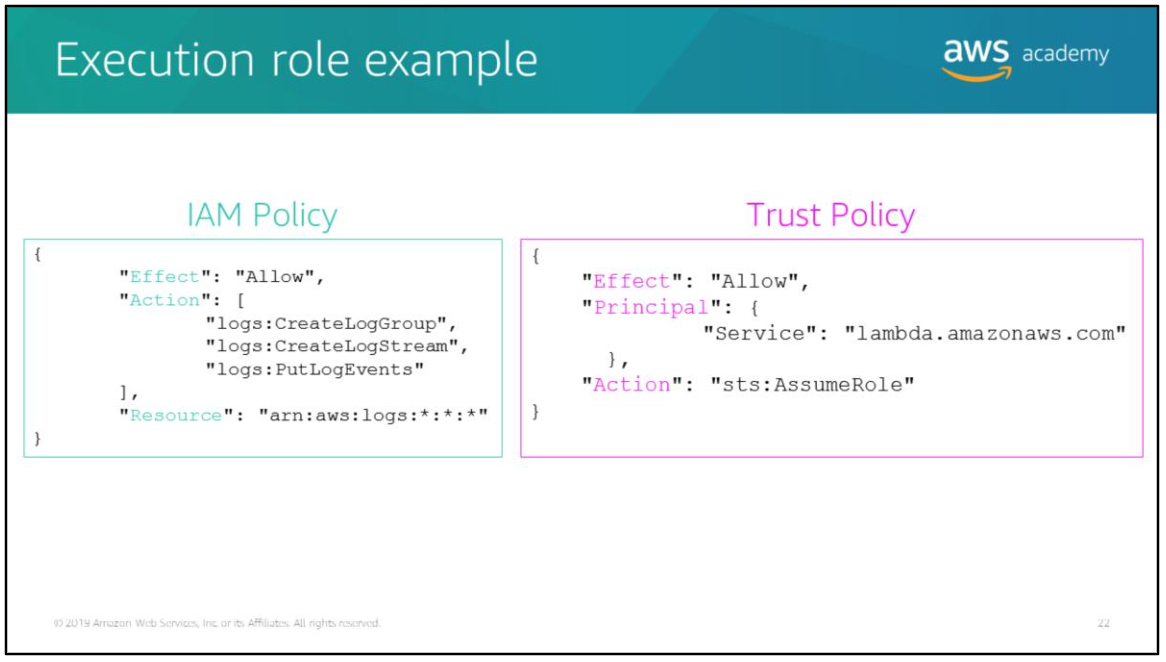 Execution role example
aws academy
IAM Policy
{
"Effect": "Allow",
"Action": [
"logs:CreateLogGroup",
"logs:CreateLogStream",
"logs:PutLogEvents"
],
"Resource": "arn:aws:logs:*:*:*"
}
Trust Policy
{
"Effect": "Allow",
"Principal": {
"Service": "lambda.amazonaws.com"
},
"Action": "sts:AssumeRole"
}
© 2019 Amazon Web Services, Inc. or its Affiliates. All rights reserved.
22